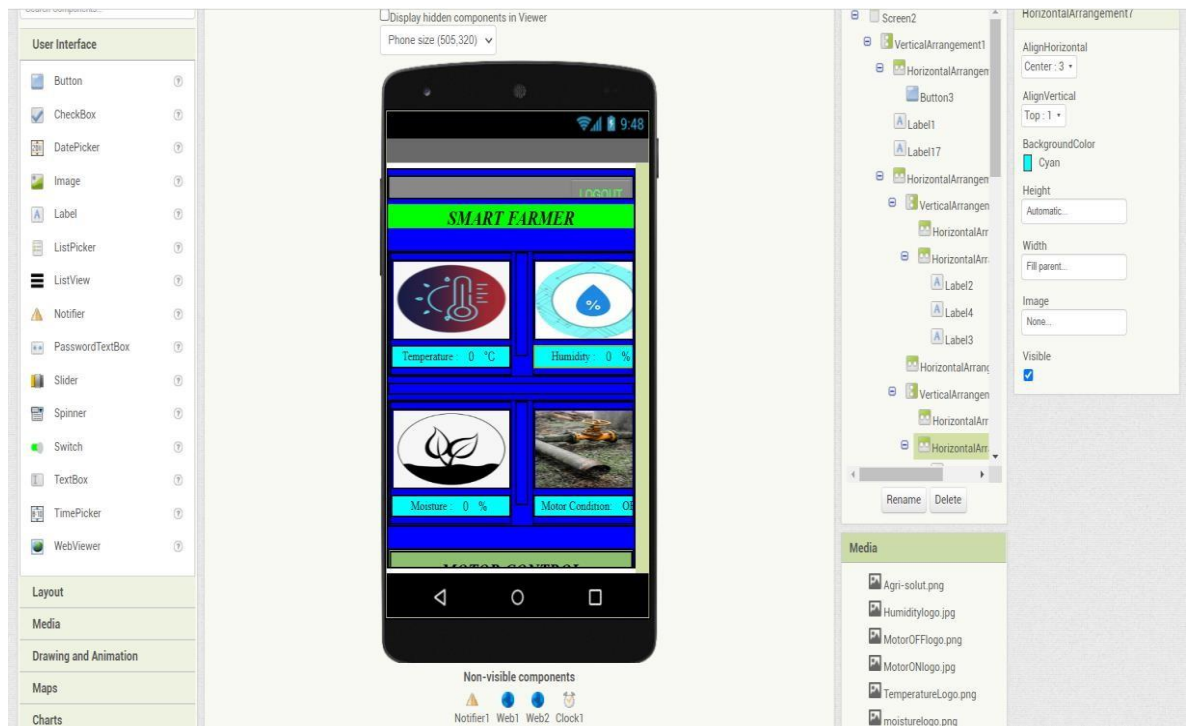 Search Components...
User Interface
Button
CheckBox
DatePicker
Image
Label
ListPicker
ListView
Notifier
PasswordTextBox
Slider
Spinner
Switch
TextBox
TimePicker
WebViewer
Layout
Media
Drawing and Animation
Maps
Charts
Display hidden components in Viewer
Phone size (505,320)
9:48
LOGOUT
SMART FARMER
Temperature : 0 °C
Humidity : 0 %
Moisture : 0 %
Motor Condition: OF
MOTOR CONTROL
Non-visible components
Notifier1 Web1 Web2 Clock1
Screen2
VerticalArrangement1
HorizontalArrangem
Button3
Label1
Label17
HorizontalArrangem
VerticalArrangen
HorizontalArr
HorizontalArr
Label2
Label4
Label3
HorizontalArrang
VerticalArrangen
HorizontalArr
HorizontalArr
Rename Delete
Media
Agri-solut.png
Humiditylogo.jpg
MotorOFFlogo.png
MotorONlogo.jpg
TemperatureLogo.png
moisturelogo.png
HorizontalArrangement7
AlignHorizontal
Center : 3
AlignVertical
Top : 1
BackgroundColor
Cyan
Height
Automatic...
Width
Fill parent...
Image
None...
Visible